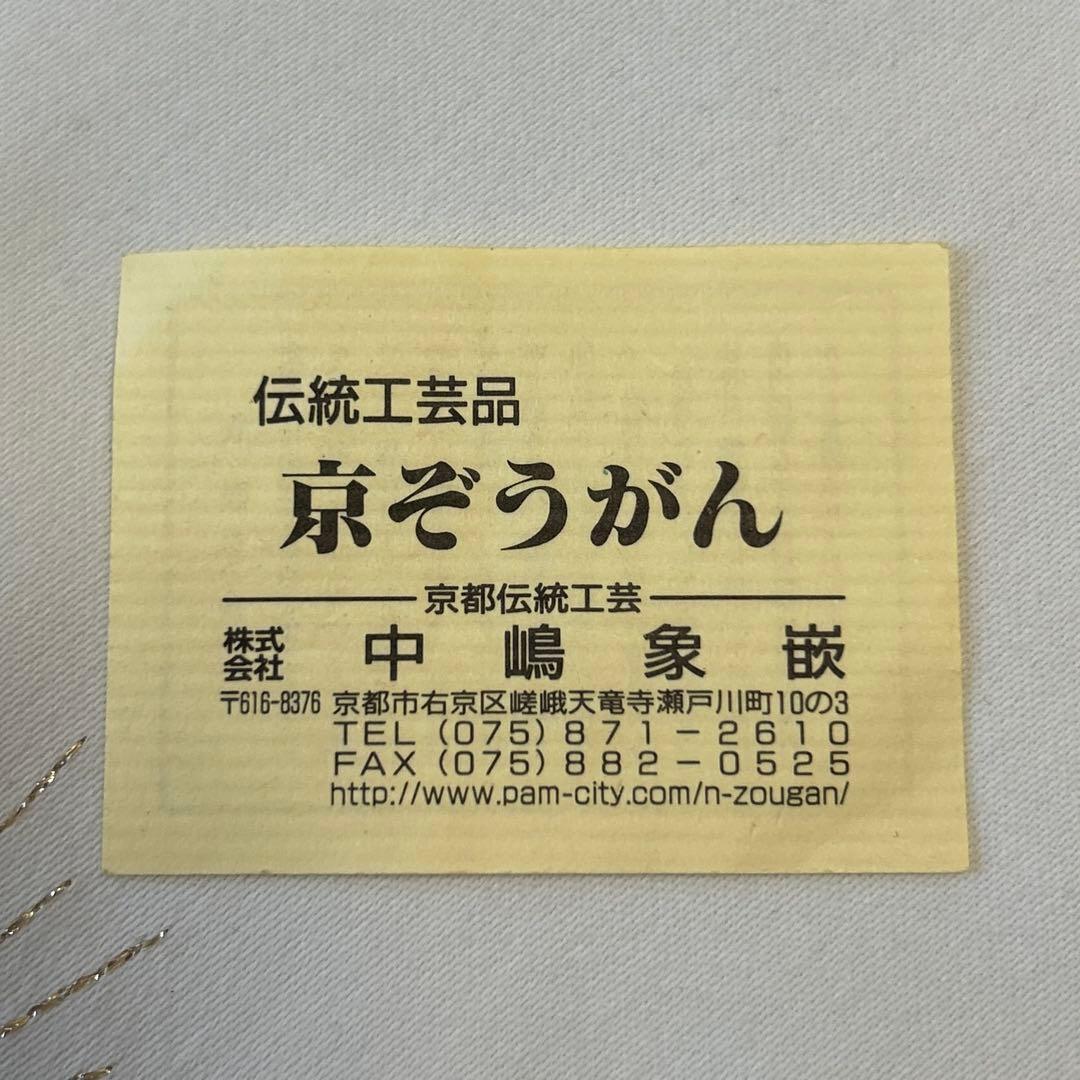 伝統工芸品
京ぞうがん
京都伝統工芸
株式会社 中嶋象嵌
〒616-8376 京都市右京区嵯峨天竜寺瀬戸川町10の3
TEL (075) 871-2610
FAX (075) 882-0525
http://www.pam-city.com/n-zougan/